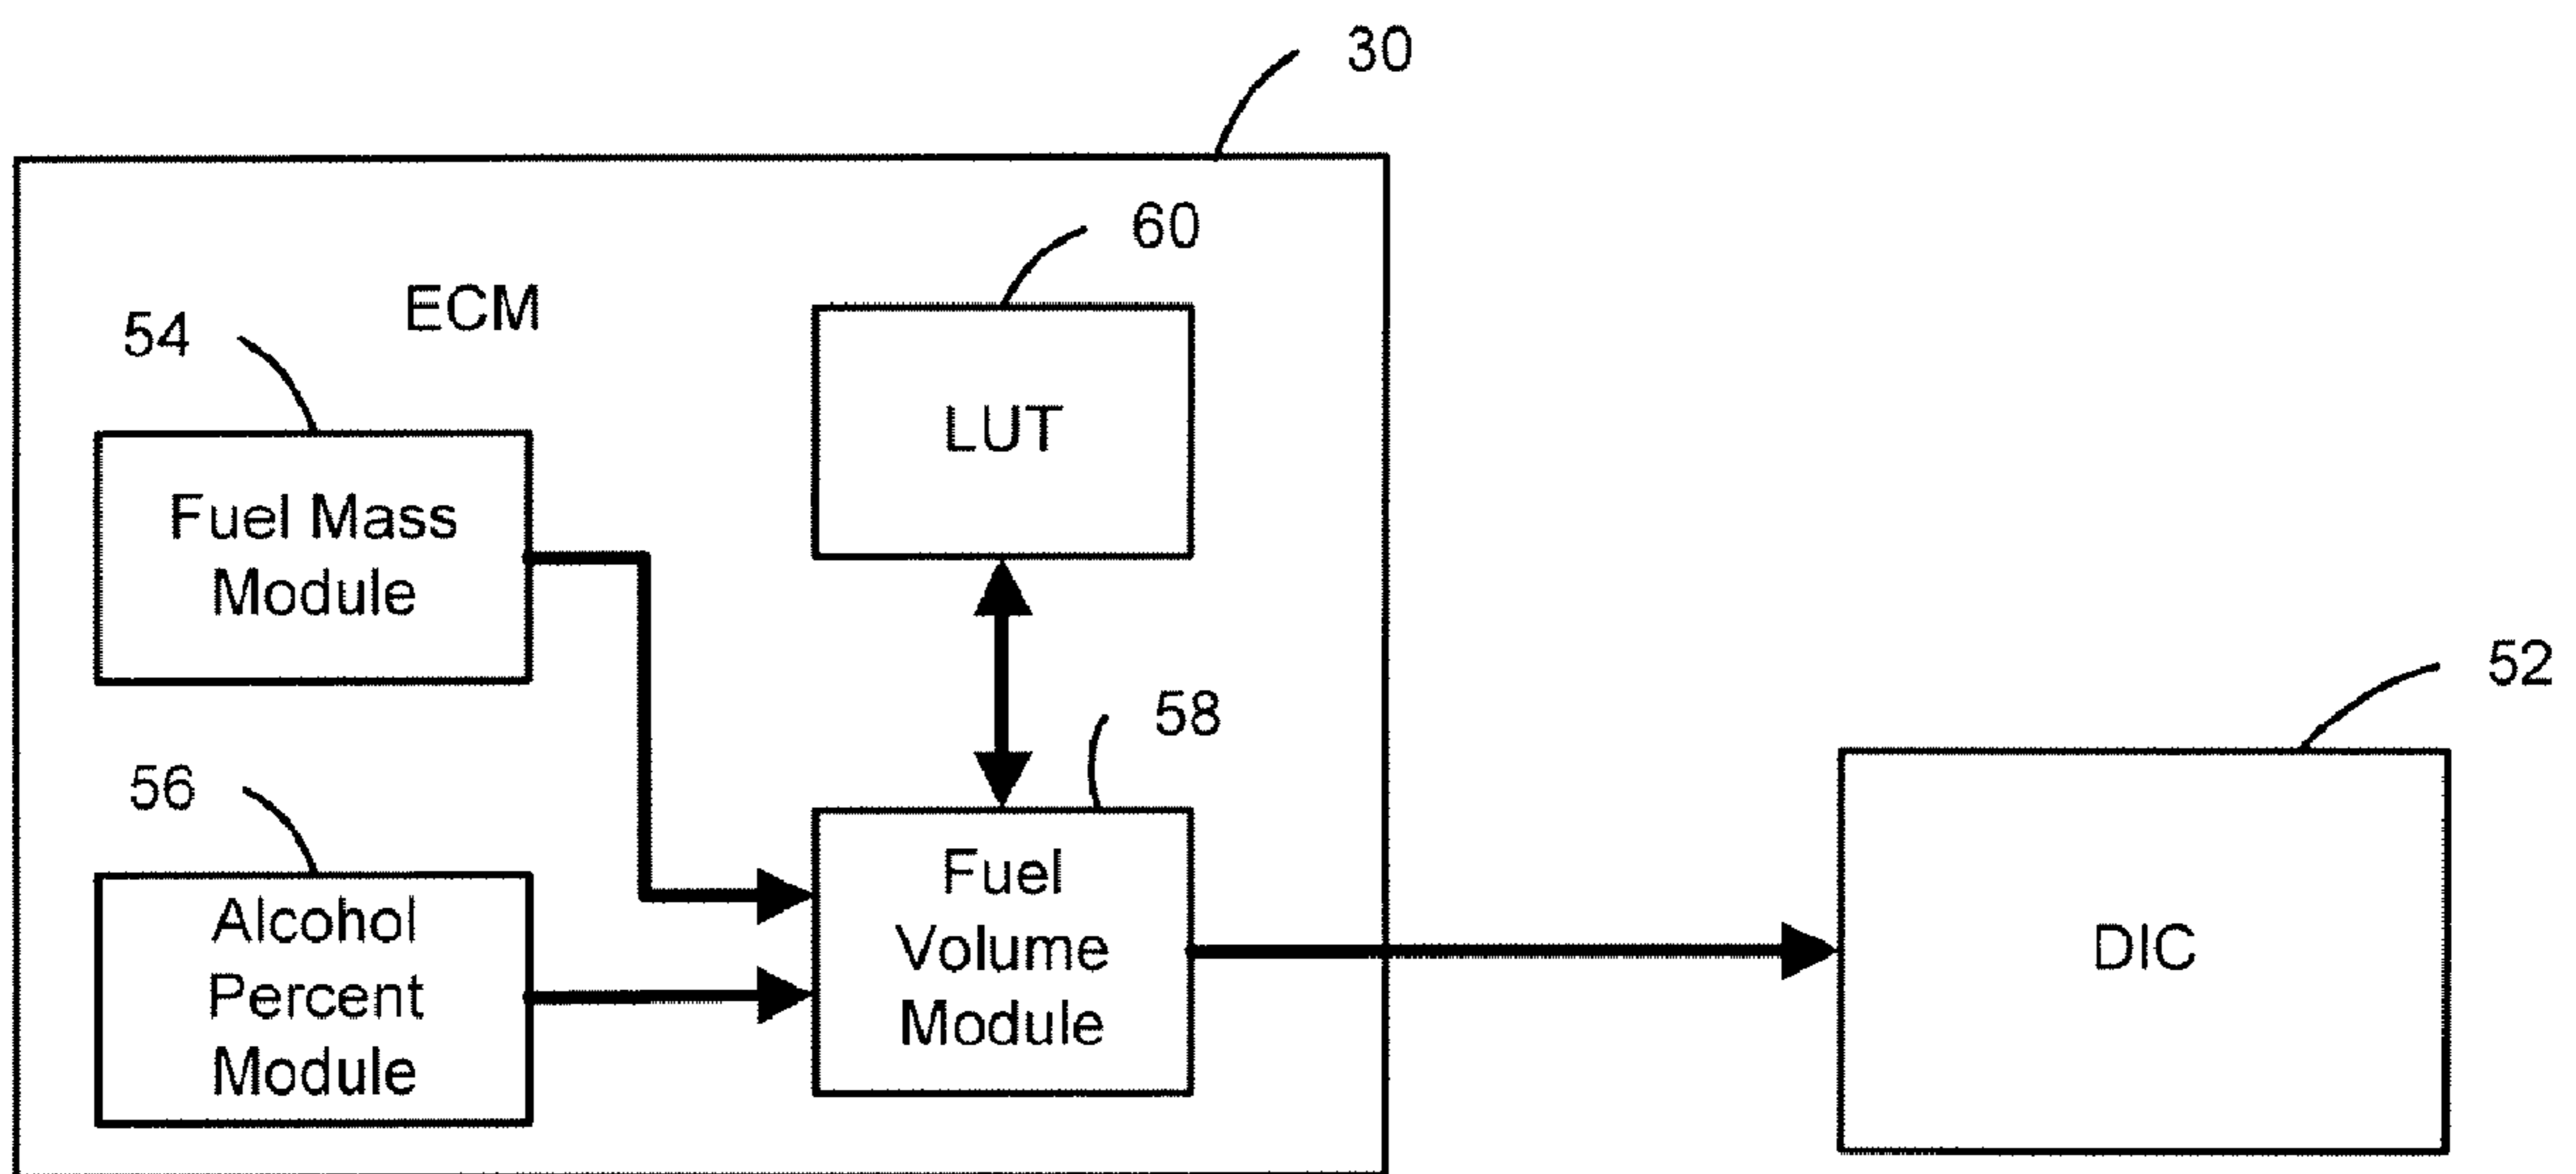 30
60
ECM
54
LUT
Fuel Mass
Module
52
58
56
Fuel
Volume
Module
Alcohol
Percent
Module
DIC